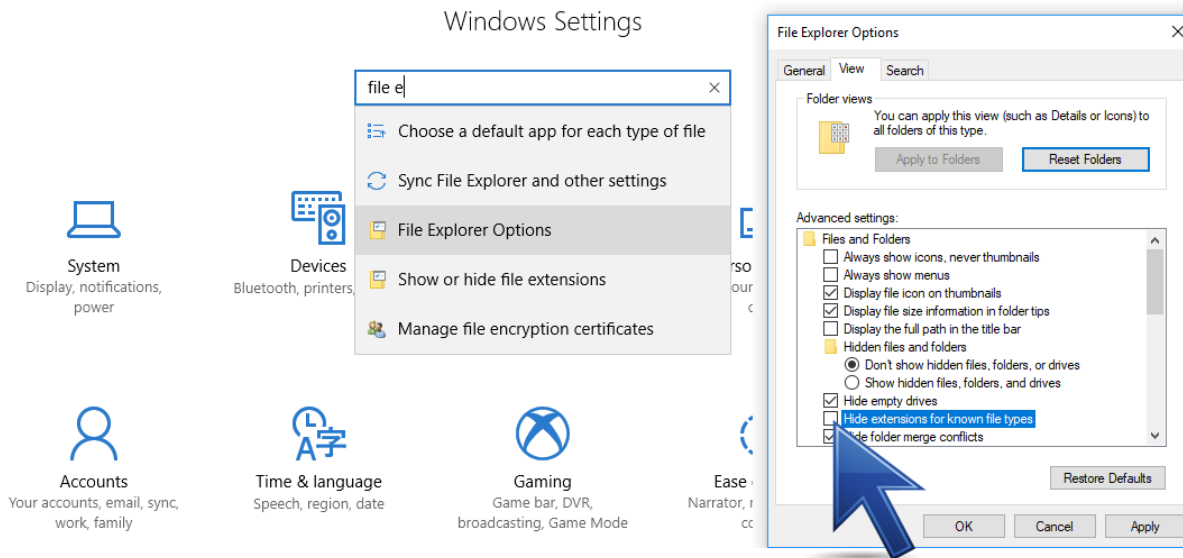 Windows Settings
file e
Choose a default app for each type of file
Sync File Explorer and other settings
File Explorer Options
Show or hide file extensions
Manage file encryption certificates
System
Display, notifications,
power
Devices
Bluetooth, printers,
Accounts
Your accounts, email, sync,
work, family
Time & language
Speech, region, date
Gaming
Game bar, DVR,
broadcasting, Game Mode
Ease
Narrator,
File Explorer Options
General
View
Search
Folder views
You can apply this view (such as Details or Icons) to
all folders of this type.
Apply to Folders
Reset Folders
Advanced settings:
Files and Folders
Always show icons, never thumbnails
Always show menus
Display file icon on thumbnails
Display file size information in folder tips
Display the full path in the title bar
Hidden files and folders
Don't show hidden files, folders, or drives
Show hidden files, folders, and drives
Hide empty drives
Hide extensions for known file types
Hide folder merge conflicts
Restore Defaults
OK
Cancel
Apply